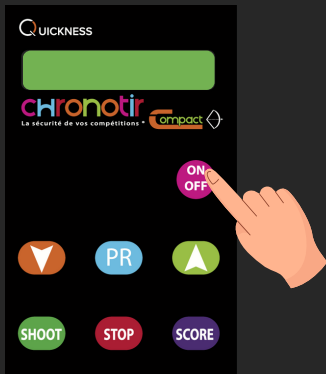 QUICKNESS
chronotir
La sécurité de vos compétitions • Compact
ON
OFF
PR
SHOOT STOP SCORE